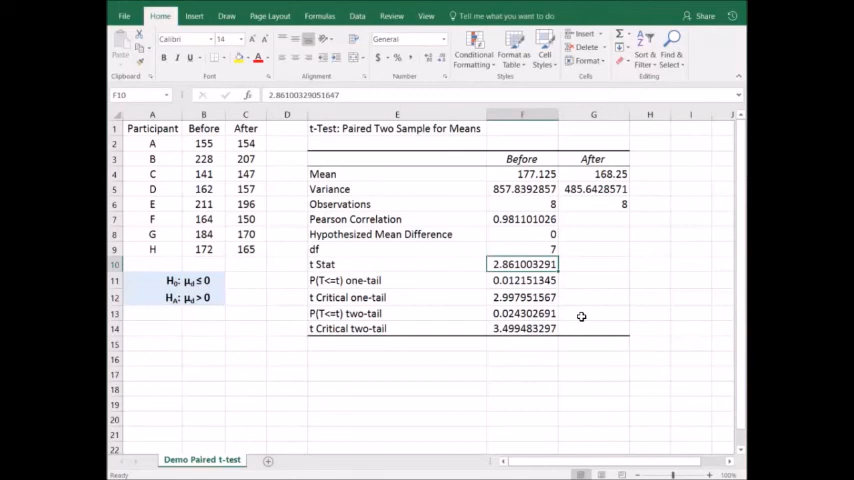 File Home Insert Draw Page Layout Formulas Data Review View Tell me what you want to do Share
Paste Calibri 14 A A General Conditional Format as Cell Insert Sort & Find &
B I U A $ % , Formatting Table Styles Delete Filter Select
Format
Clipboard Font Alignment Number Styles Cells Editing
F10 fx 2.86100329051647
A B C D E F G H I J
1 Participant Before After t-Test: Paired Two Sample for Means
2 A 155 154
3 B 228 207 Before After
4 C 141 147 Mean 177.125 168.25
5 D 162 157 Variance 857.8392857 485.6428571
6 E 211 196 Observations 8 8
7 F 164 150 Pearson Correlation 0.981101026
8 G 184 170 Hypothesized Mean Difference 0
9 H 172 165 df 7
10 t Stat 2.861003291
11 H₀: μd ≤ 0 P(T<=t) one-tail 0.012151345
12 HA: μd > 0 t Critical one-tail 2.997951567
13 P(T<=t) two-tail 0.024302691
14 t Critical two-tail 3.499483297
15
16
17
18
19
20
21
22
Demo Paired t-test
Ready 100%